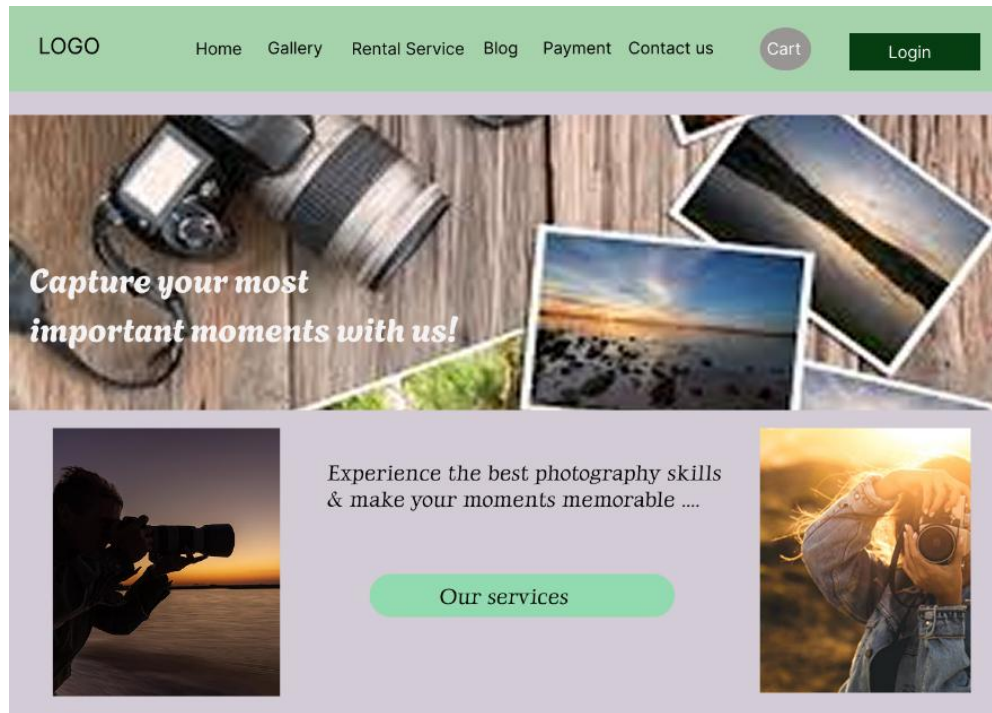 LOGO
Home Gallery Rental Service Blog Payment Contact us Cart Login
Capture your most
important moments with us!
Experience the best photography skills
& make your moments memorable ....
Our services